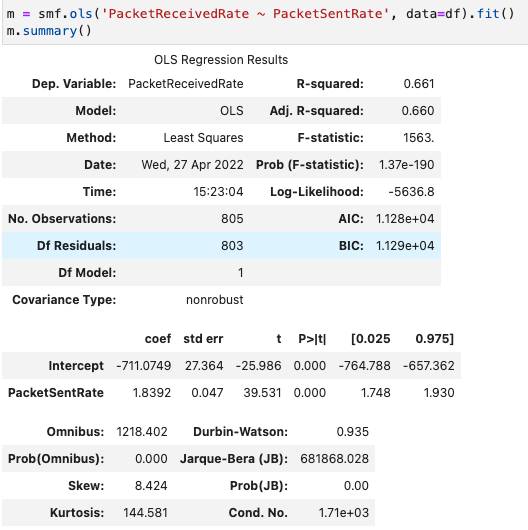 m = smf.ols('PacketReceivedRate ~ PacketSentRate', data=df).fit()
m.summary()
OLS Regression Results
Dep. Variable: PacketReceivedRate R-squared: 0.661
Model: OLS Adj. R-squared: 0.660
Method: Least Squares F-statistic: 1563.
Date: Wed, 27 Apr 2022 Prob (F-statistic): 1.37e-190
Time: 15:23:04 Log-Likelihood: -5636.8
No. Observations: 805 AIC: 1.128e+04
Df Residuals: 803 BIC: 1.129e+04
Df Model: 1
Covariance Type: nonrobust
coef std err t P>|t| [0.025 0.975]
Intercept -711.0749 27.364 -25.986 0.000 -764.788 -657.362
PacketSentRate 1.8392 0.047 39.531 0.000 1.748 1.930
Omnibus: 1218.402 Durbin-Watson: 0.935
Prob(Omnibus): 0.000 Jarque-Bera (JB): 681868.028
Skew: 8.424 Prob(JB): 0.00
Kurtosis: 144.581 Cond. No. 1.71e+03